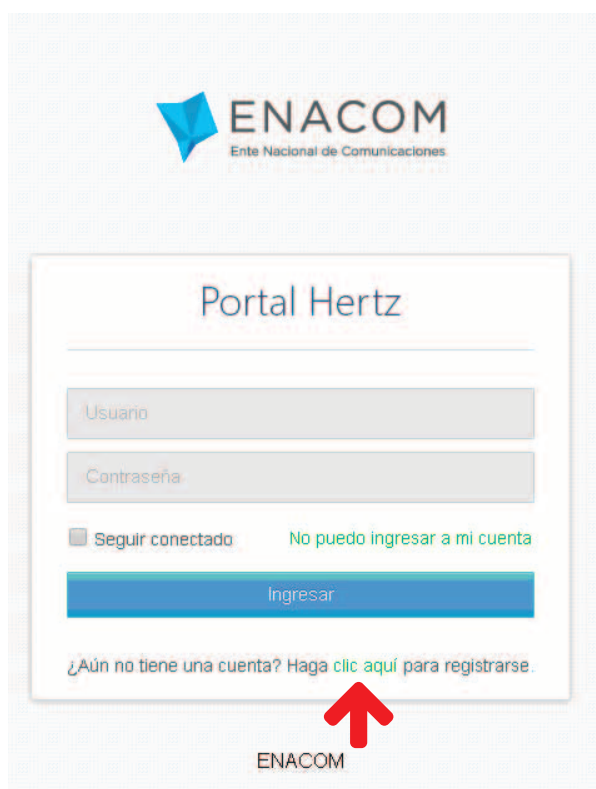 ENACOM
Ente Nacional de Comunicaciones
Portal Hertz
Usuario
Contraseña
Seguir conectado No puedo ingresar a mi cuenta
Ingresar
¿Aún no tiene una cuenta? Haga clic aquí para registrarse.
ENACOM